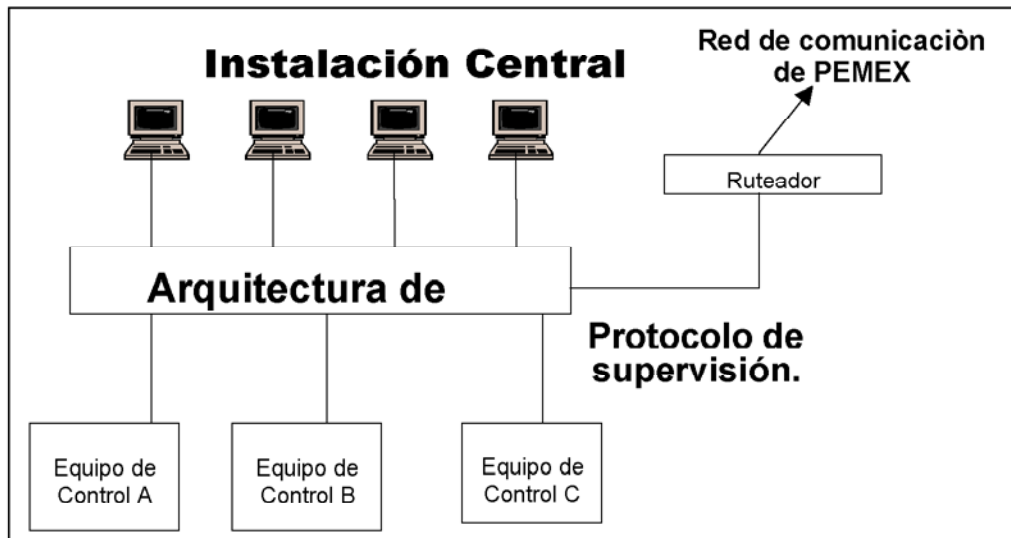 Instalación Central
Red de comunicaciòn
de PEMEX
Ruteador
Arquitectura de
Protocolo de
supervisión.
Equipo de
Control A
Equipo de
Control B
Equipo de
Control C